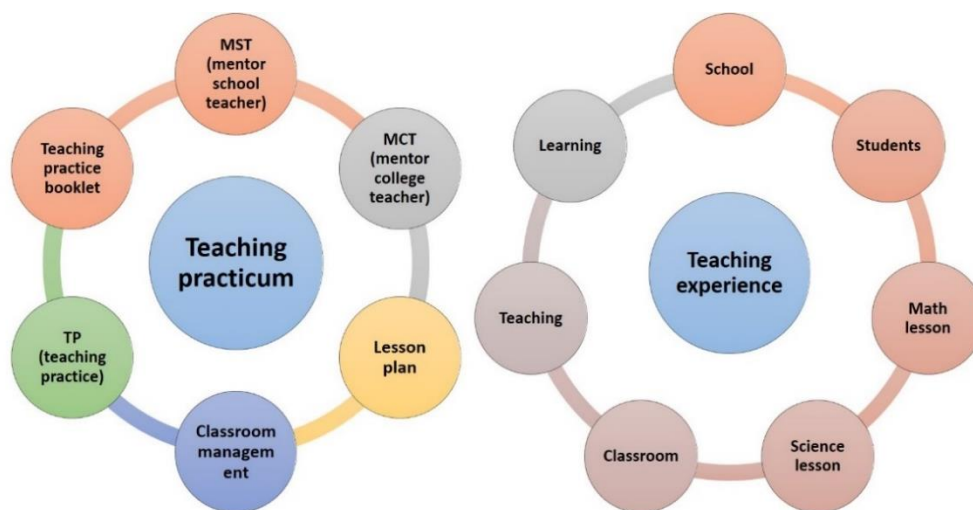 MST
(mentor
school
teacher)
MCT
(mentor
college
teacher)
Lesson
plan
Classroom
managem
ent
TP
(teaching
practice)
Teaching
practice
booklet
Teaching
practicum
School
Students
Math
lesson
Science
lesson
Classroom
Teaching
Learning
Teaching
experience